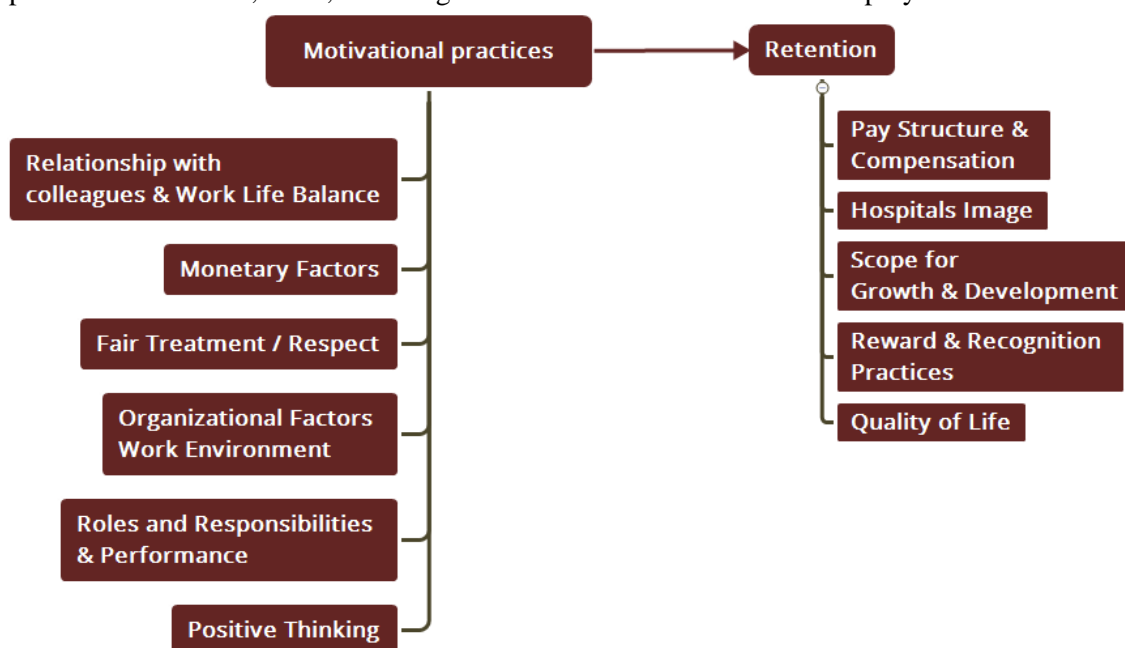 Motivational practices
Retention
Relationship with
colleagues & Work Life Balance
Monetary Factors
Fair Treatment / Respect
Organizational Factors
Work Environment
Roles and Responsibilities
& Performance
Positive Thinking
Pay Structure &
Compensation
Hospitals Image
Scope for
Growth & Development
Reward & Recognition
Practices
Quality of Life